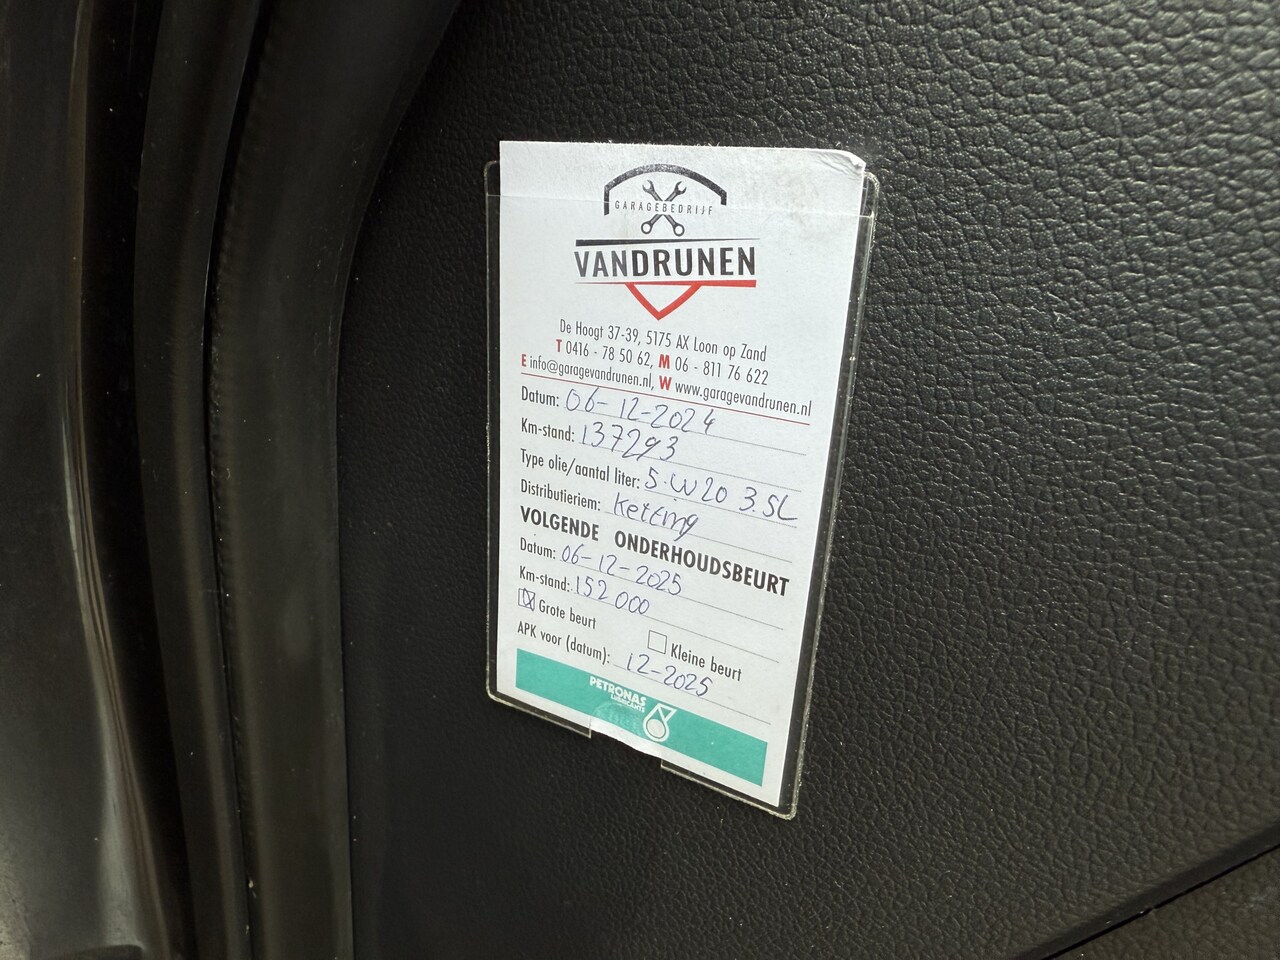 GARAGEBEDRIJF
VANDRUNEN
De Hoogt 37-39, 5175 AX Loon op Zand
T 0416 - 78 50 62, M 06 - 811 76 622
E info@garagevandrunen.nl, W www.garagevandrunen.nl
Datum: 06-12-2024
Km-stand: 137293
Type olie/aantal liter: 5-W20 3.5L
Distributieriem: ketting
VOLGENDE ONDERHOUDSBEURT
Datum: 06-12-2025
Km-stand: 152000
Grote beurt Kleine beurt
APK voor (datum): 12-2025
PETRONAS
LUBRICANTS